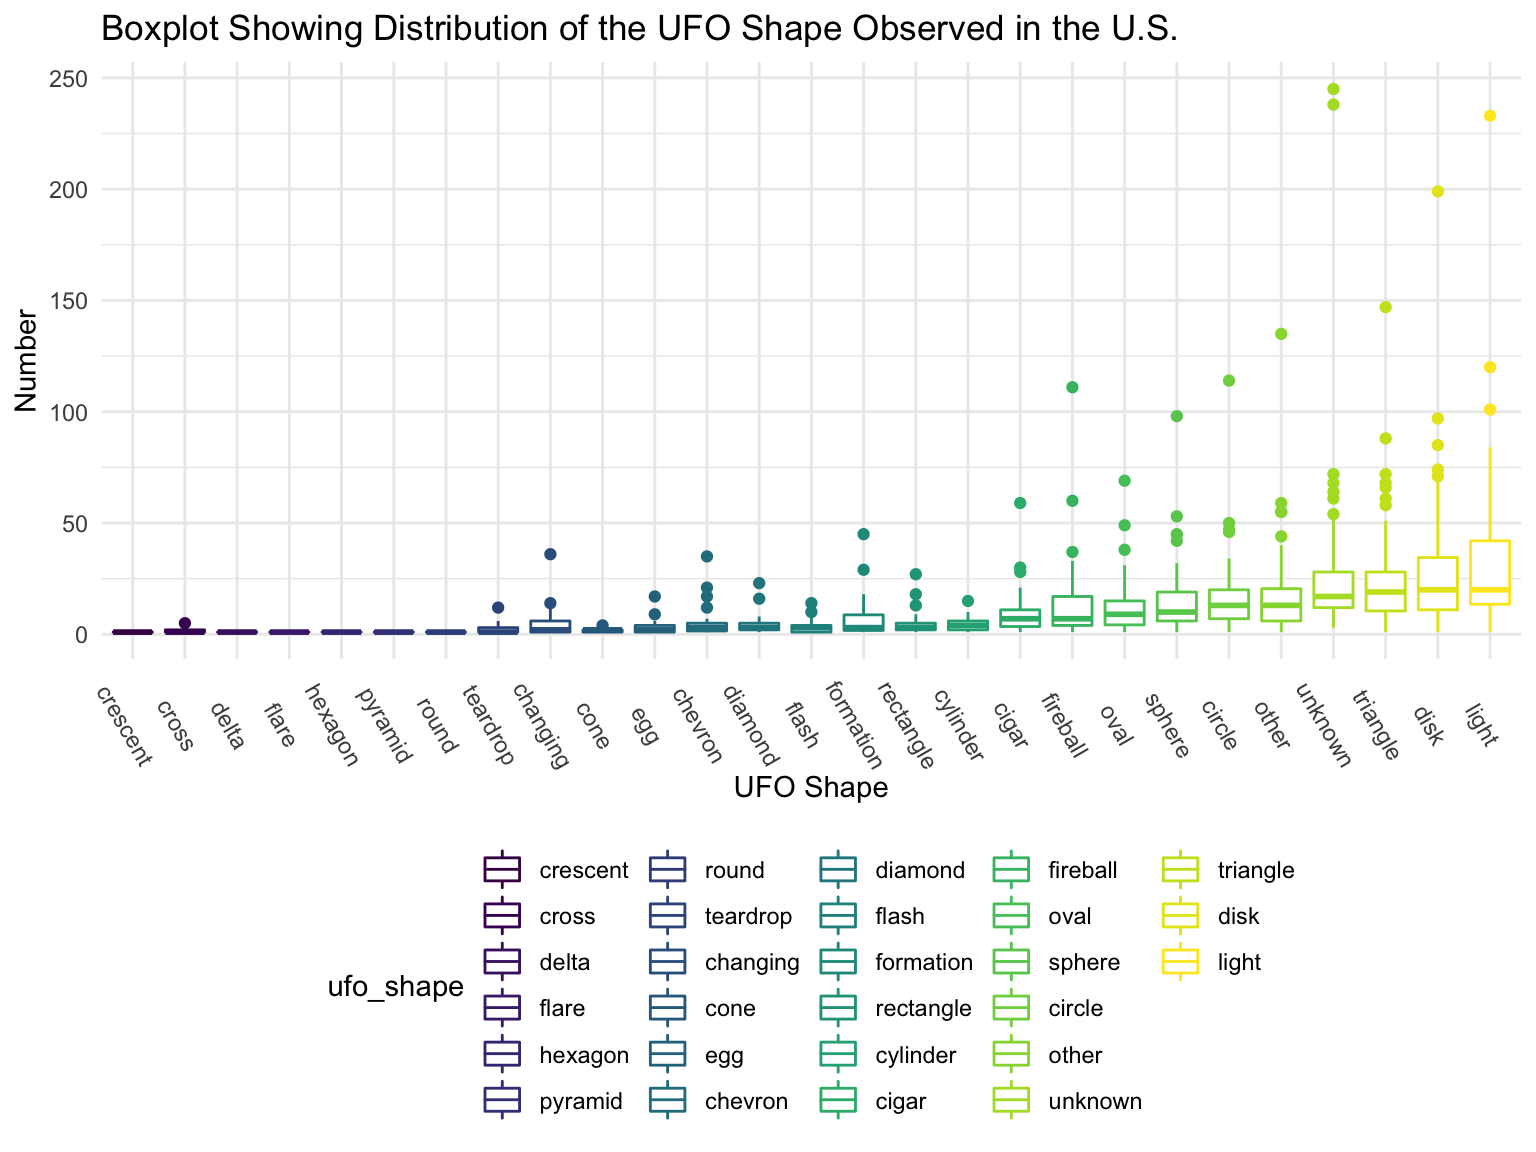 Boxplot Showing Distribution of the UFO Shape Observed in the U.S.
250
200
150
100
50
0
Number
crescent
cross
delta
flare
hexagon
pyramid
round
teardrop
changing
cone
egg
chevron
diamond
flash
formation
rectangle
cylinder
cigar
fireball
oval
sphere
circle
other
unknown
triangle
disk
light
UFO Shape
ufo_shape
crescent
cross
delta
flare
hexagon
pyramid
round
teardrop
changing
cone
egg
chevron
diamond
flash
formation
rectangle
cylinder
cigar
fireball
oval
sphere
circle
other
unknown
triangle
disk
light